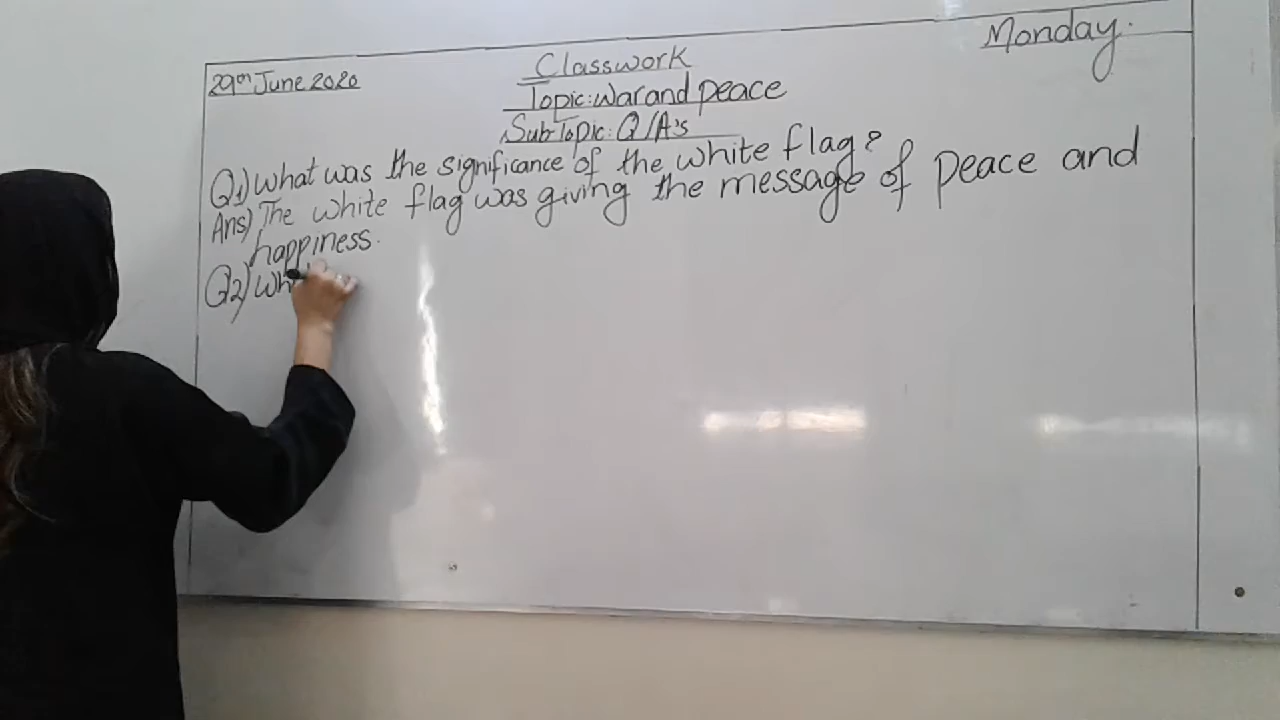 Monday.
29th June 2020
Classwork
Topic: War and peace
Sub-Topic: Q/A's
Q1) What was the significance of the white flag?
Ans) The white flag was giving the message of peace and
happiness.
Q2)